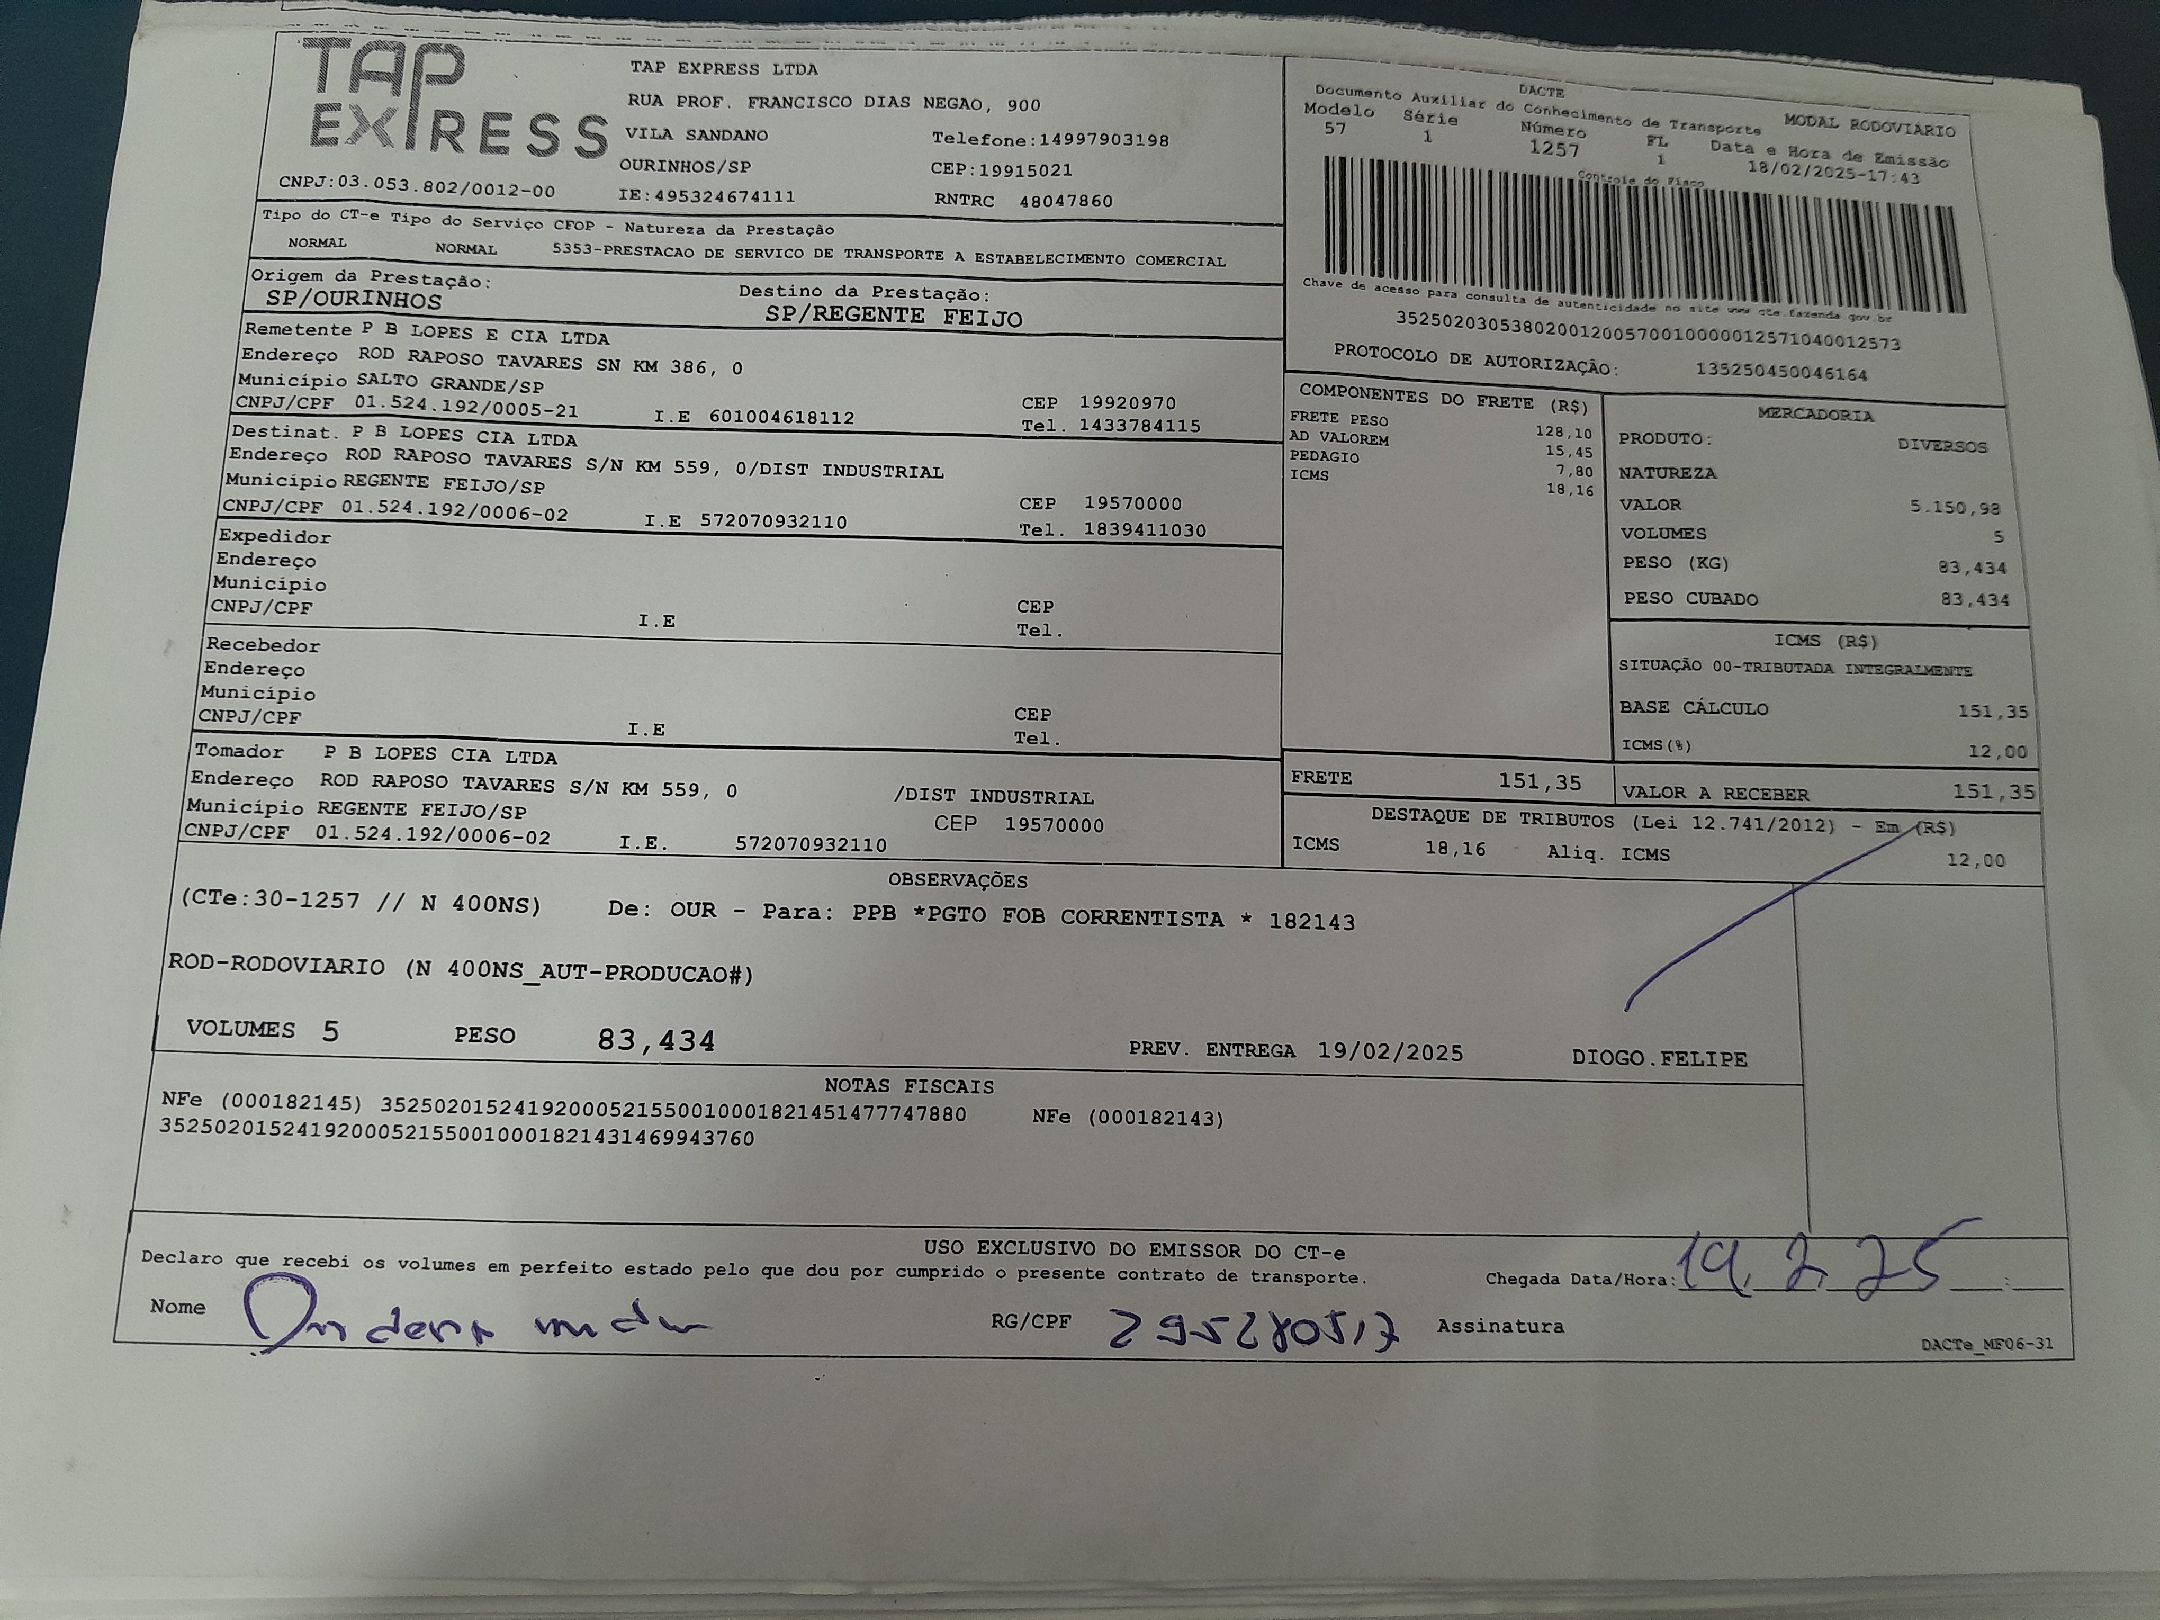 TAP EXPRESS
TAP EXPRESS LTDA
RUA PROF. FRANCISCO DIAS NEGAO, 900
VILA SANDANO Telefone:14997903198
OURINHOS/SP CEP:19915021
CNPJ:03.053.802/0012-00 IE:495324674111 RNTRC 48047860
Tipo do CT-e Tipo do Serviço CFOP - Natureza da Prestação
NORMAL NORMAL 5353-PRESTACAO DE SERVICO DE TRANSPORTE A ESTABELECIMENTO COMERCIAL
Origem da Prestação: Destino da Prestação:
SP/OURINHOS SP/REGENTE FEIJO
Remetente P B LOPES E CIA LTDA
Endereço ROD RAPOSO TAVARES SN KM 386, 0
Município SALTO GRANDE/SP CEP 19920970
CNPJ/CPF 01.524.192/0005-21 I.E 601004618112 Tel. 1433784115
Destinat. P B LOPES CIA LTDA
Endereço ROD RAPOSO TAVARES S/N KM 559, 0/DIST INDUSTRIAL
Município REGENTE FEIJO/SP CEP 19570000
CNPJ/CPF 01.524.192/0006-02 I.E 572070932110 Tel. 1839411030
Expedidor
Endereço
Município CEP
CNPJ/CPF I.E Tel.
Recebedor
Endereço
Município CEP
CNPJ/CPF I.E Tel.
Tomador P B LOPES CIA LTDA
Endereço ROD RAPOSO TAVARES S/N KM 559, 0 /DIST INDUSTRIAL
Município REGENTE FEIJO/SP CEP 19570000
CNPJ/CPF 01.524.192/0006-02 I.E. 572070932110
DACTE
Documento Auxiliar do Conhecimento de Transporte MODAL RODOVIARIO
Modelo Série Número FL Data e Hora de Emissão
57 1 1257 1 18/02/2025-17:43
Controle do Fisco
Chave de acesso para consulta de autenticidade no site www cte.fazenda.gov.br
35250203053802001200570010000012571040012573
PROTOCOLO DE AUTORIZAÇÃO: 135250450046164
COMPONENTES DO FRETE (R$)
FRETE PESO 128,10
AD VALOREM 15,45
PEDAGIO 7,80
ICMS 18,16
MERCADORIA
PRODUTO: DIVERSOS
NATUREZA
VALOR 5.150,98
VOLUMES 5
PESO (KG) 83,434
PESO CUBADO 83,434
ICMS (R$)
SITUAÇÃO 00-TRIBUTADA INTEGRALMENTE
BASE CÁLCULO 151,35
ICMS(%) 12,00
FRETE 151,35 VALOR A RECEBER 151,35
DESTAQUE DE TRIBUTOS (Lei 12.741/2012) - Em (R$)
ICMS 18,16 Aliq. ICMS 12,00
OBSERVAÇÕES
(CTe:30-1257 // N 400NS) De: OUR - Para: PPB *PGTO FOB CORRENTISTA * 182143
ROD-RODOVIARIO (N 400NS_AUT-PRODUCAO#)
VOLUMES 5 PESO 83,434 PREV. ENTREGA 19/02/2025 DIOGO.FELIPE
NOTAS FISCAIS
NFe (000182145) 35250201524192000521550010001821451477747880 NFe (000182143)
35250201524192000521550010001821431469943760
USO EXCLUSIVO DO EMISSOR DO CT-e
Declaro que recebi os volumes em perfeito estado pelo que dou por cumprido o presente contrato de transporte. Chegada Data/Hora: 19.2.25 :
Nome RG/CPF Assinatura
DACTe_MF06-31